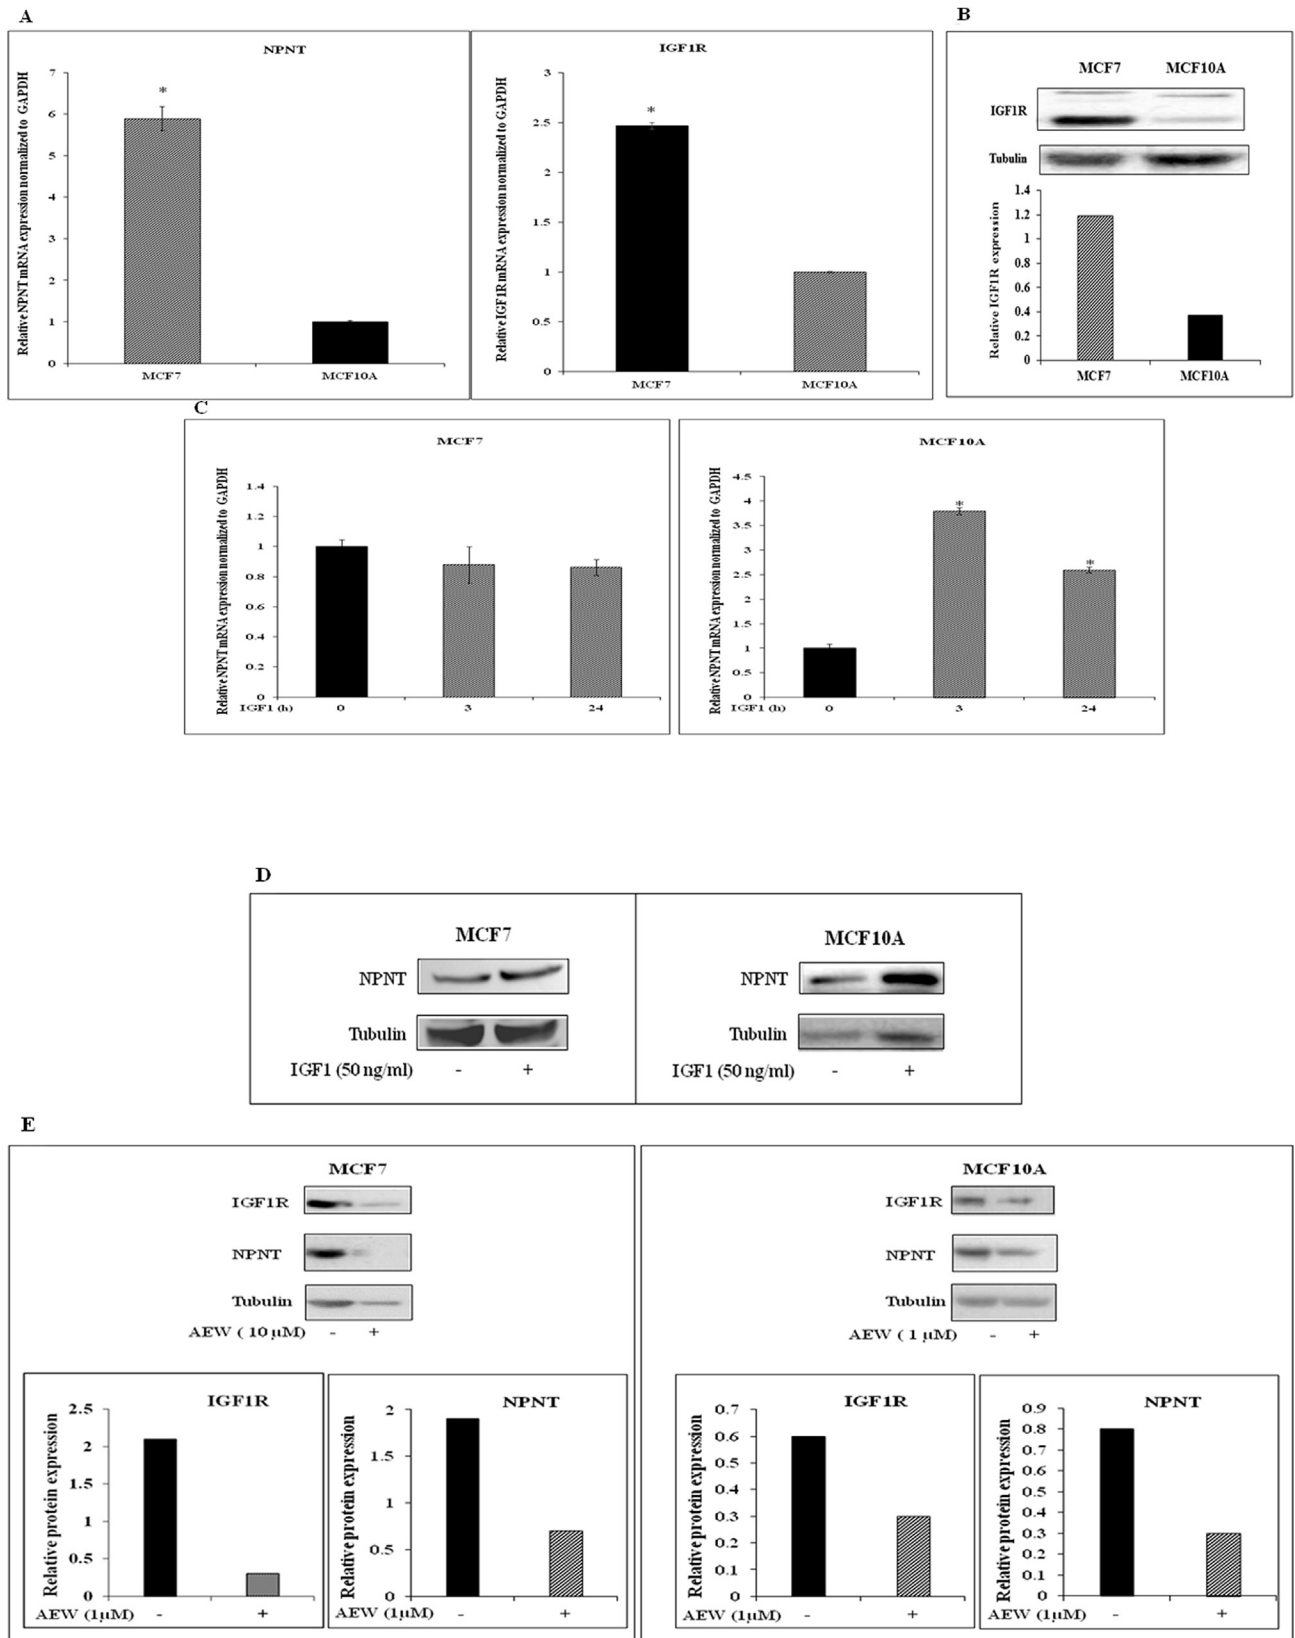 A
B
NPNT
Relative NPNT mRNA expression normalized to GAPDH
7
*
6
5
4
3
2
1
0
MCF7 MCF10A
IGF1R
Relative IGF1R mRNA expression normalized to GAPDH
3
*
2.5
2
1.5
1
0.5
0
MCF7 MCF10A
MCF7 MCF10A
IGF1R
Tubulin
Relative IGF1R expression
1.4
1.2
1
0.8
0.6
0.4
0.2
0
MCF7 MCF10A
C
MCF7
Relative NPNT mRNA expression normalized to GAPDH
1.4
1.2
1
0.8
0.6
0.4
0.2
0
IGF1 (h) 0 3 24
MCF10A
Relative NPNT mRNA expression normalized to GAPDH
4.5
4
*
3.5
3
*
2.5
2
1.5
1
0.5
0
IGF1 (h) 0 3 24
D
MCF7
NPNT
Tubulin
IGF1 (50 ng/ml) - +
MCF10A
NPNT
Tubulin
IGF1 (50 ng/ml) - +
E
MCF7
IGF1R
NPNT
Tubulin
AEW ( 10 µM) - +
IGF1R
Relative protein expression
2.5
2
1.5
1
0.5
0
AEW (1µM) - +
NPNT
Relative protein expression
2
1.5
1
0.5
0
AEW (1µM) - +
MCF10A
IGF1R
NPNT
Tubulin
AEW ( 1 µM) - +
IGF1R
Relative protein expression
0.7
0.6
0.5
0.4
0.3
0.2
0.1
0
AEW (1µM) - +
NPNT
Relative protein expression
0.9
0.8
0.7
0.6
0.5
0.4
0.3
0.2
0.1
0
AEW (1µM) - +